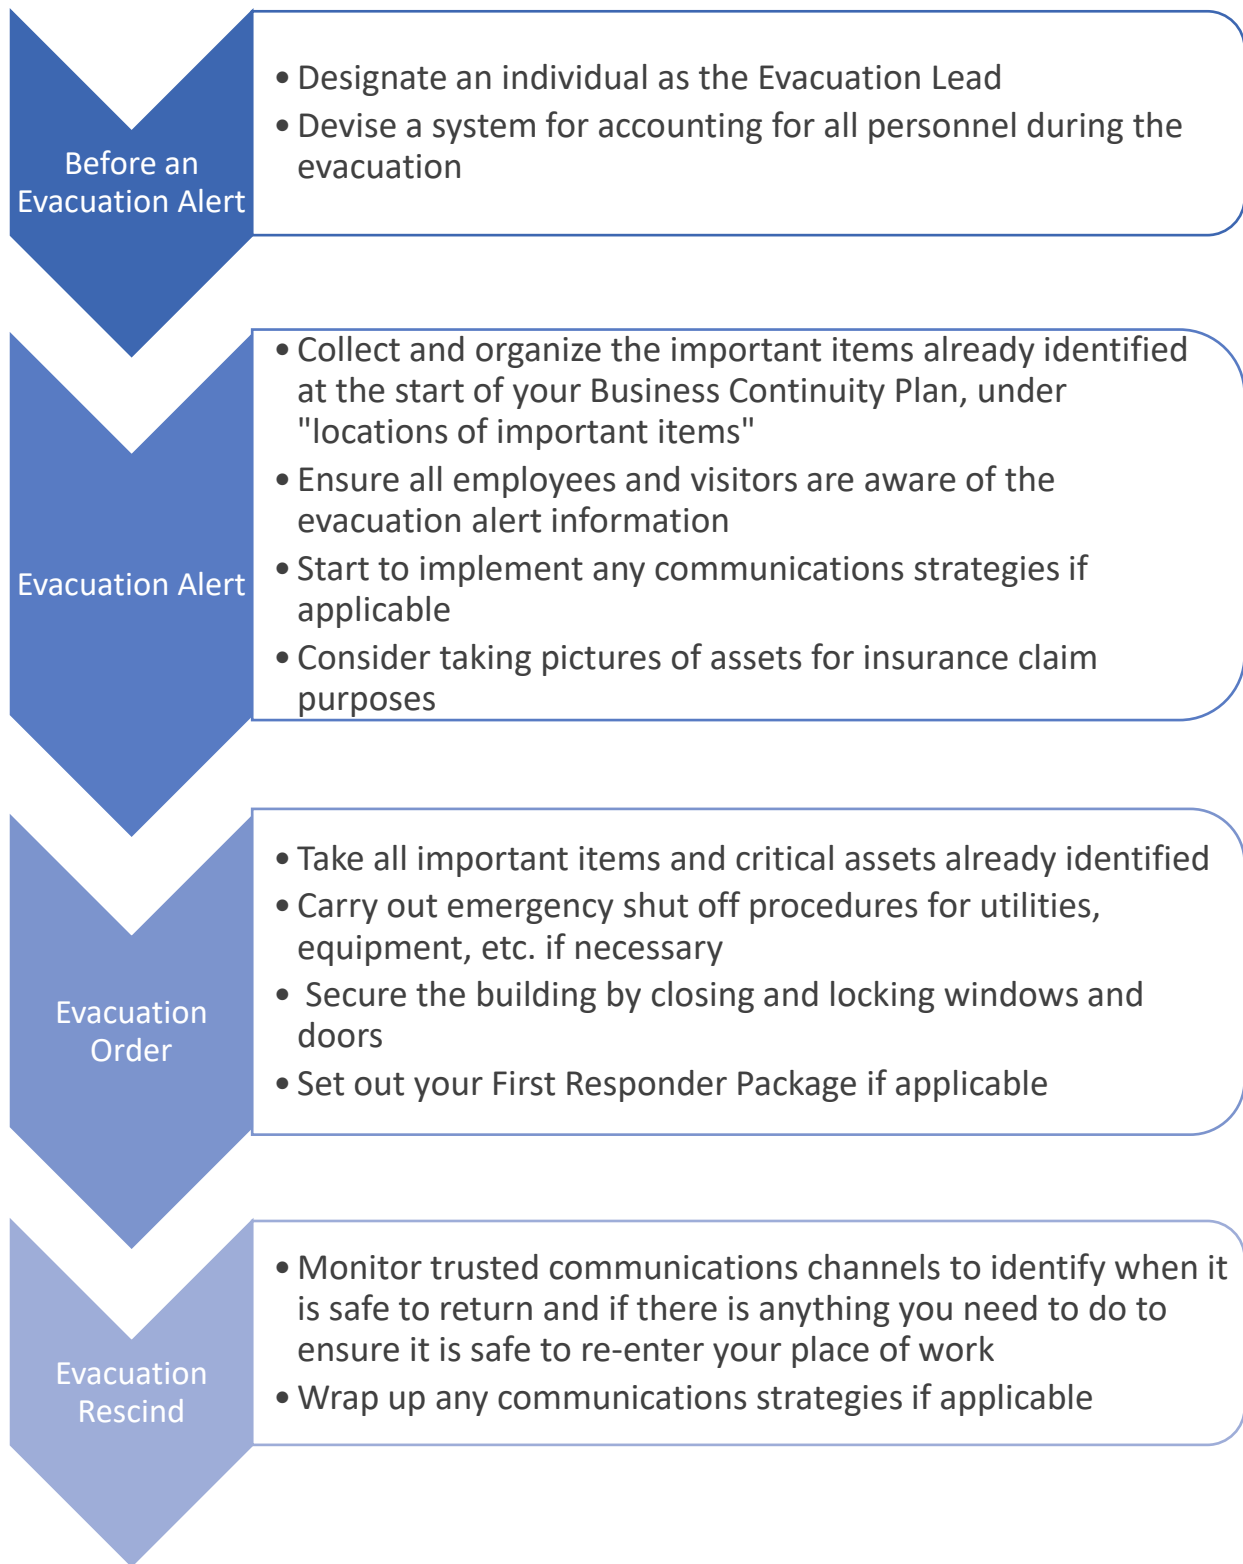 Before an
Evacuation Alert
• Designate an individual as the Evacuation Lead
• Devise a system for accounting for all personnel during the
evacuation
Evacuation Alert
• Collect and organize the important items already identified
at the start of your Business Continuity Plan, under
"locations of important items"
• Ensure all employees and visitors are aware of the
evacuation alert information
• Start to implement any communications strategies if
applicable
• Consider taking pictures of assets for insurance claim
purposes
Evacuation
Order
• Take all important items and critical assets already identified
• Carry out emergency shut off procedures for utilities,
equipment, etc. if necessary
• Secure the building by closing and locking windows and
doors
• Set out your First Responder Package if applicable
Evacuation
Rescind
• Monitor trusted communications channels to identify when it
is safe to return and if there is anything you need to do to
ensure it is safe to re-enter your place of work
• Wrap up any communications strategies if applicable